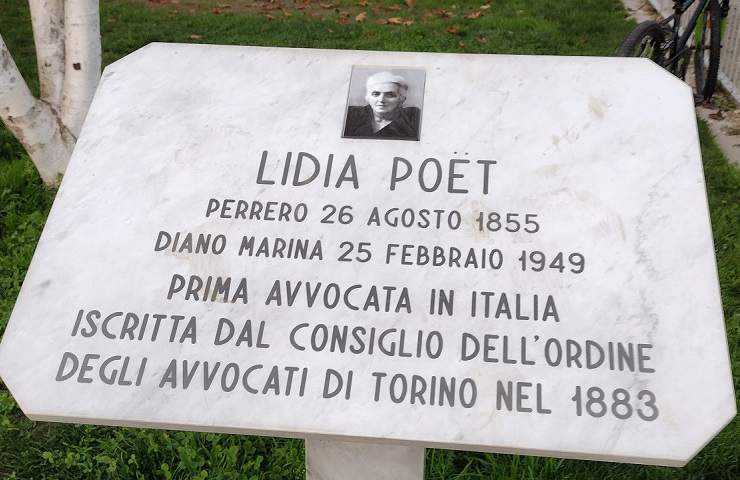 LIDIA POËT
PERRERO 26 AGOSTO 1855
DIANO MARINA 25 FEBBRAIO 1949
PRIMA AVVOCATA IN ITALIA
ISCRITTA DAL CONSIGLIO DELL'ORDINE
DEGLI AVVOCATI DI TORINO NEL 1883